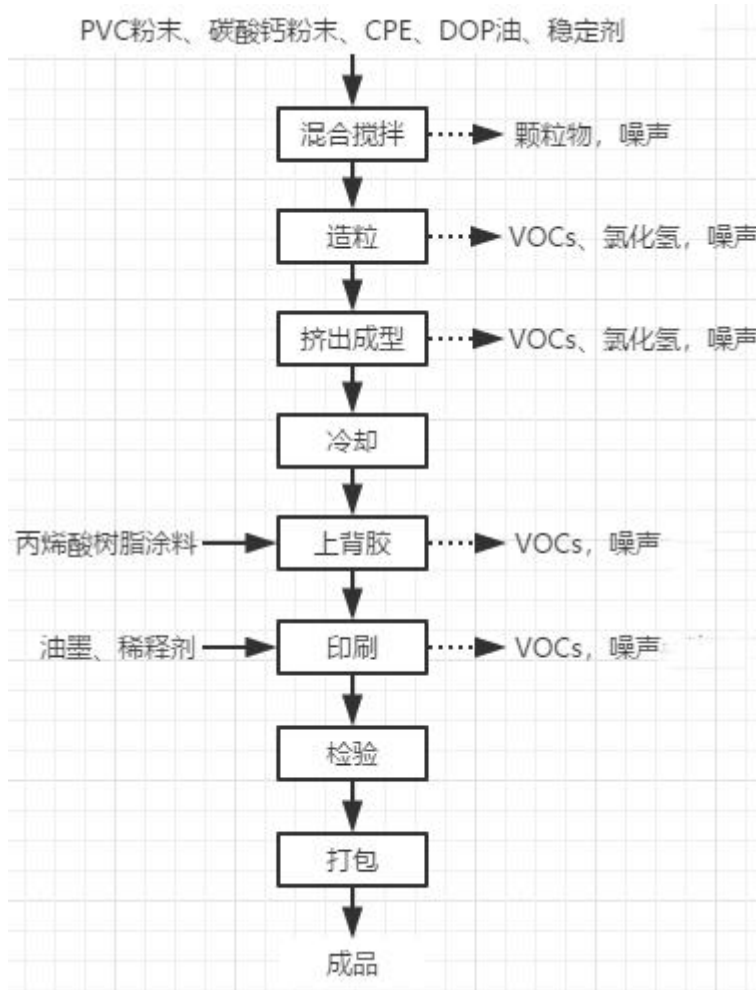 PVC粉末、碳酸钙粉末、CPE、DOP油、稳定剂
混合搅拌
颗粒物，噪声
造粒
VOCs、氯化氢，噪声
挤出成型
VOCs、氯化氢，噪声
冷却
丙烯酸树脂涂料
上背胶
VOCs，噪声
油墨、稀释剂
印刷
VOCs，噪声
检验
打包
成品